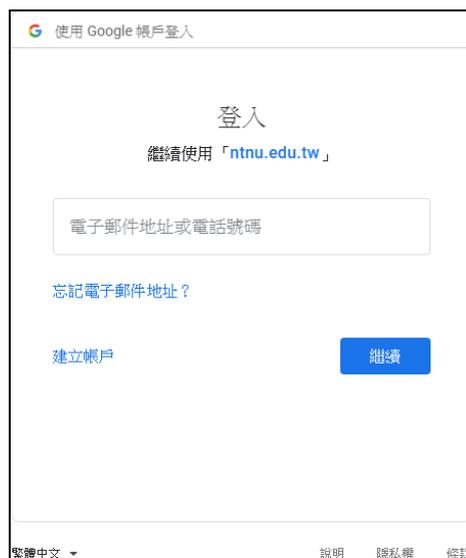 使用 Google 帳戶登入
登入
繼續使用「ntnu.edu.tw」
電子郵件地址或電話號碼
忘記電子郵件地址？
建立帳戶
繼續
繁體中文
說明
隱私權